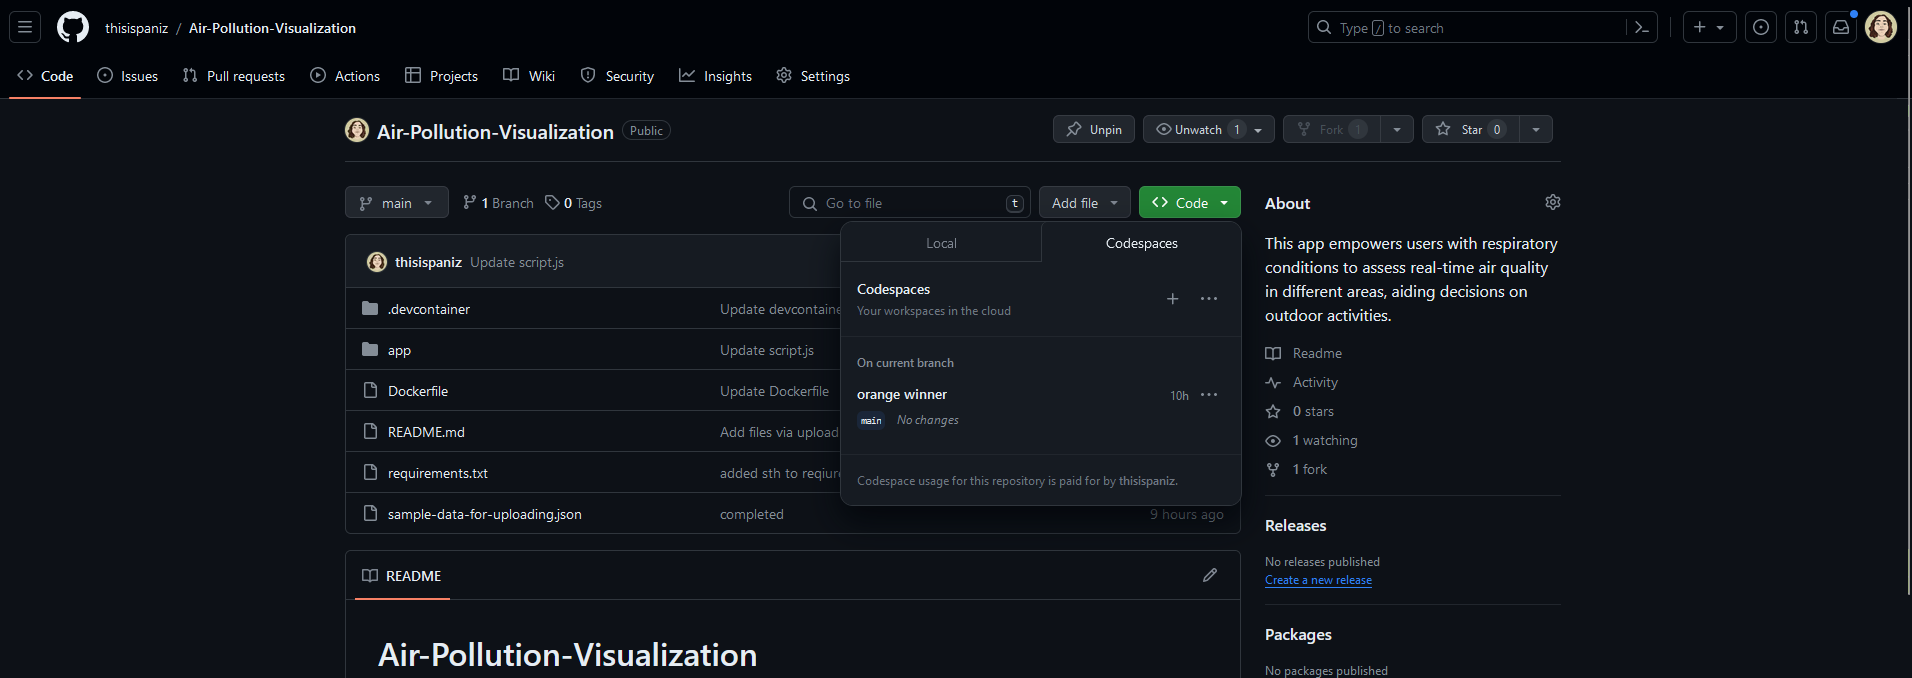 thisispaniz / Air-Pollution-Visualization
Type / to search
Code Issues Pull requests Actions Projects Wiki Security Insights Settings
Air-Pollution-Visualization Public
Unpin Unwatch 1 Fork 1 Star 0
main 1 Branch 0 Tags
Go to file t Add file Code
Local Codespaces
Codespaces
Your workspaces in the cloud
On current branch
orange winner 10h
main No changes
Codespace usage for this repository is paid for by thisispaniz.
thisispaniz Update script.js
.devcontainer Update devcontaine
app Update script.js
Dockerfile Update Dockerfile
README.md Add files via upload
requirements.txt added sth to reqiure
sample-data-for-uploading.json completed 9 hours ago
README
Air-Pollution-Visualization
About
This app empowers users with respiratory
conditions to assess real-time air quality
in different areas, aiding decisions on
outdoor activities.
Readme
Activity
0 stars
1 watching
1 fork
Releases
No releases published
Create a new release
Packages
No packages published